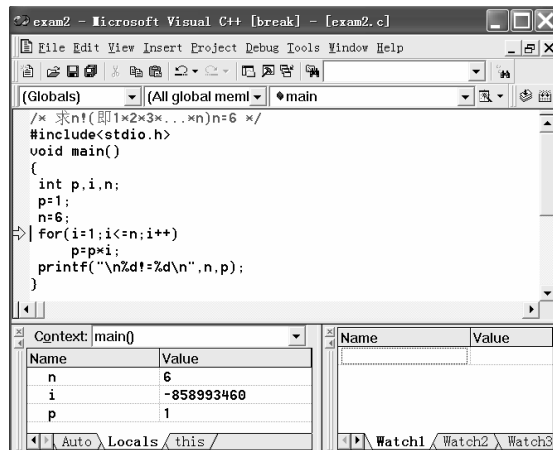 exam2 - Microsoft Visual C++ [break] - [exam2.c]
File Edit View Insert Project Debug Tools Window Help
(Globals) (All global meml main
/* 求n!(即1*2*3*...*n)n=6 */
#include<stdio.h>
void main()
{
int p,i,n;
p=1;
n=6;
for(i=1;i<=n;i++)
p=p*i;
printf("\n%d!=%d\n",n,p);
}
Context: main()
Name Value
n 6
i -858993460
p 1
Auto Locals this
Name Value
Watch1 Watch2 Watch3